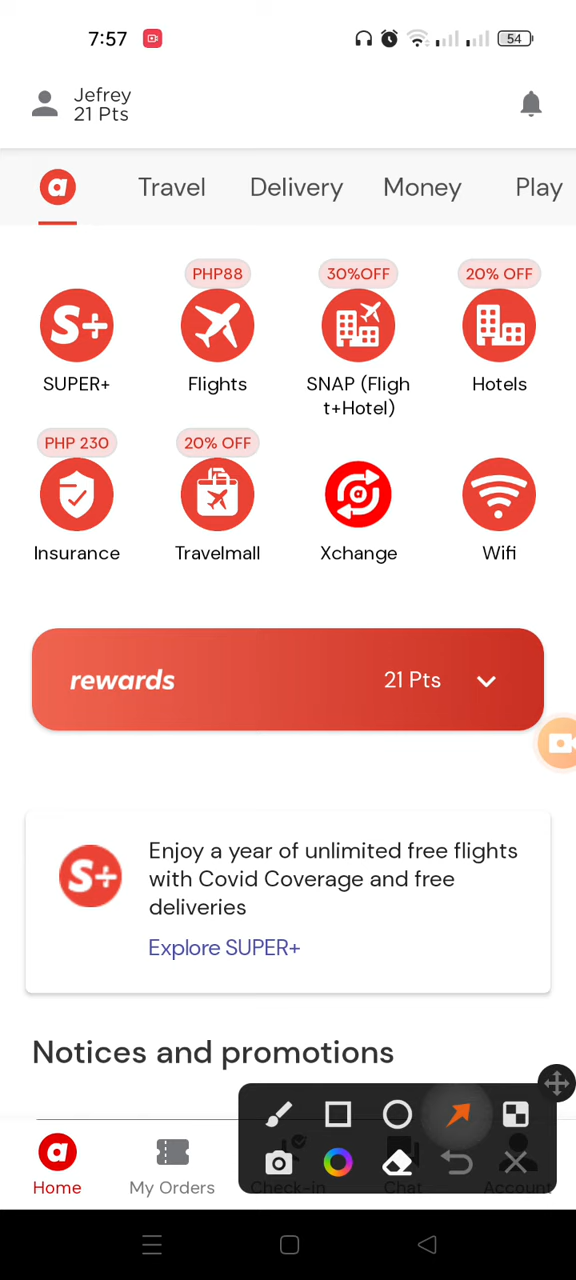 7:57
54
Jefrey
21 Pts
a
Travel
Delivery
Money
Play
PHP88
30%OFF
20% OFF
S+
SUPER+
Flights
SNAP (Fligh
t+Hotel)
Hotels
PHP 230
20% OFF
a
Insurance
Travelmall
Xchange
Wifi
rewards
21 Pts
S+
Enjoy a year of unlimited free flights
with Covid Coverage and free
deliveries
Explore SUPER+
Notices and promotions
a
Home
My Orders
Check-in
Chat
Account